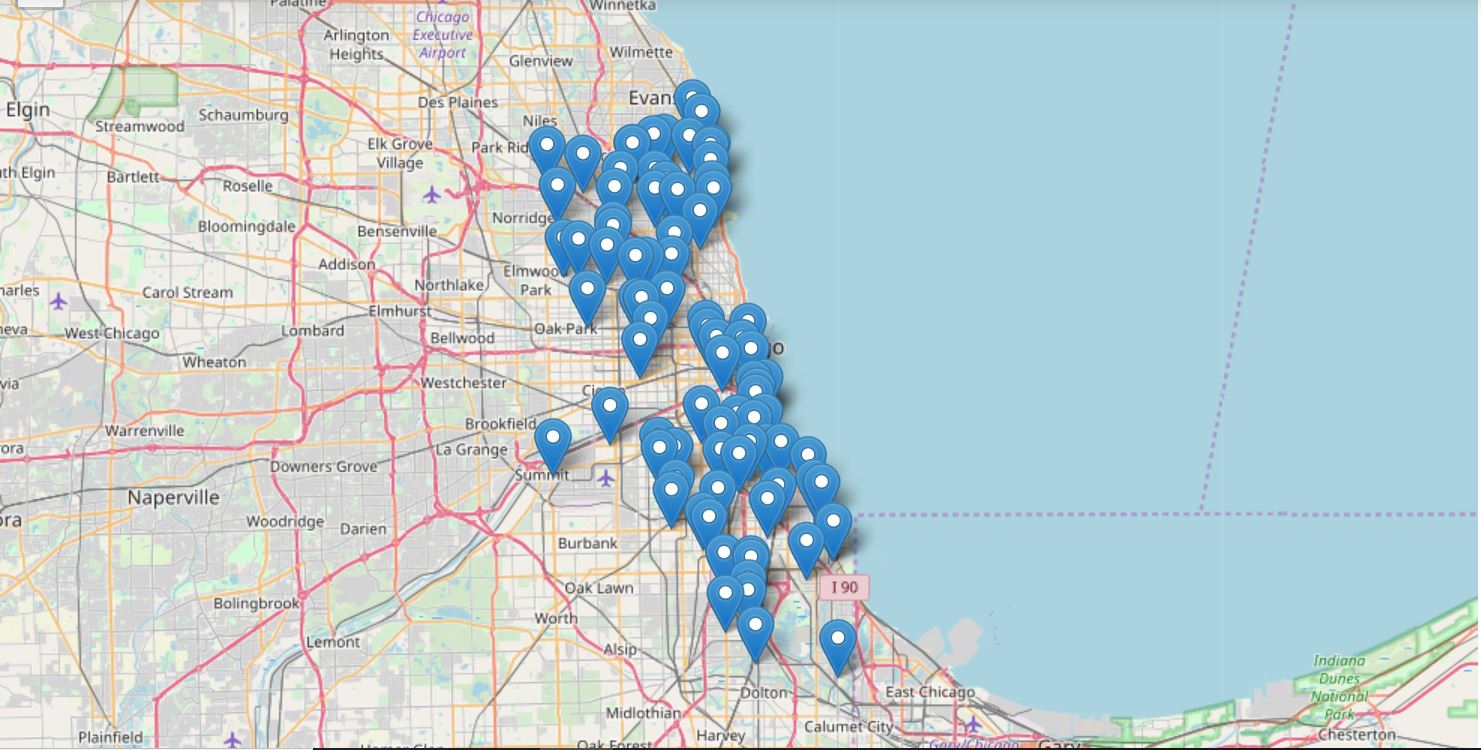 Palatine
Winnetka
Chicago
Executive
Airport
Arlington
Heights
Wilmette
Glenview
Elgin
Des Plaines
Evans
Schaumburg
Streamwood
Niles
Elk Grove
Village
Park Rid
th Elgin
Bartlett
Roselle
Norridge
Bloomingdale
Bensenville
Addison
Elmwood
Park
Northlake
harles
Carol Stream
Elmhurst
neva
West Chicago
Lombard
Oak Park
Bellwood
go
Wheaton
via
Westchester
Cic
Brookfield
Warrenville
ora
La Grange
Downers Grove
Summit
Naperville
ora
Woodridge
Darien
Burbank
I 90
Oak Lawn
Bolingbrook
Worth
Lemont
Alsip
Indiana
Dunes
National
Park
Dolton
East Chicago
Midlothian
Calumet City
Plainfield
Harvey
Chesterton
Oak Forest
Homer Glen
Gary/Chicago
Gary